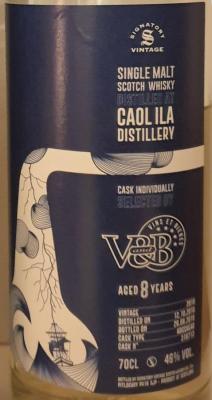 SIGNATORY
S
VINTAGE
SINGLE MALT
SCOTCH WHISKY
DISTILLED AT
CAOL ILA
DISTILLERY
CASK INDIVIDUALLY
SELECTED BY
VINS ET BIERES
V and B
AGED 8 YEARS
VINTAGE
DISTILLED ON
BOTTLED ON
CASK TYPE
CASK N°
70CL
46% VOL.